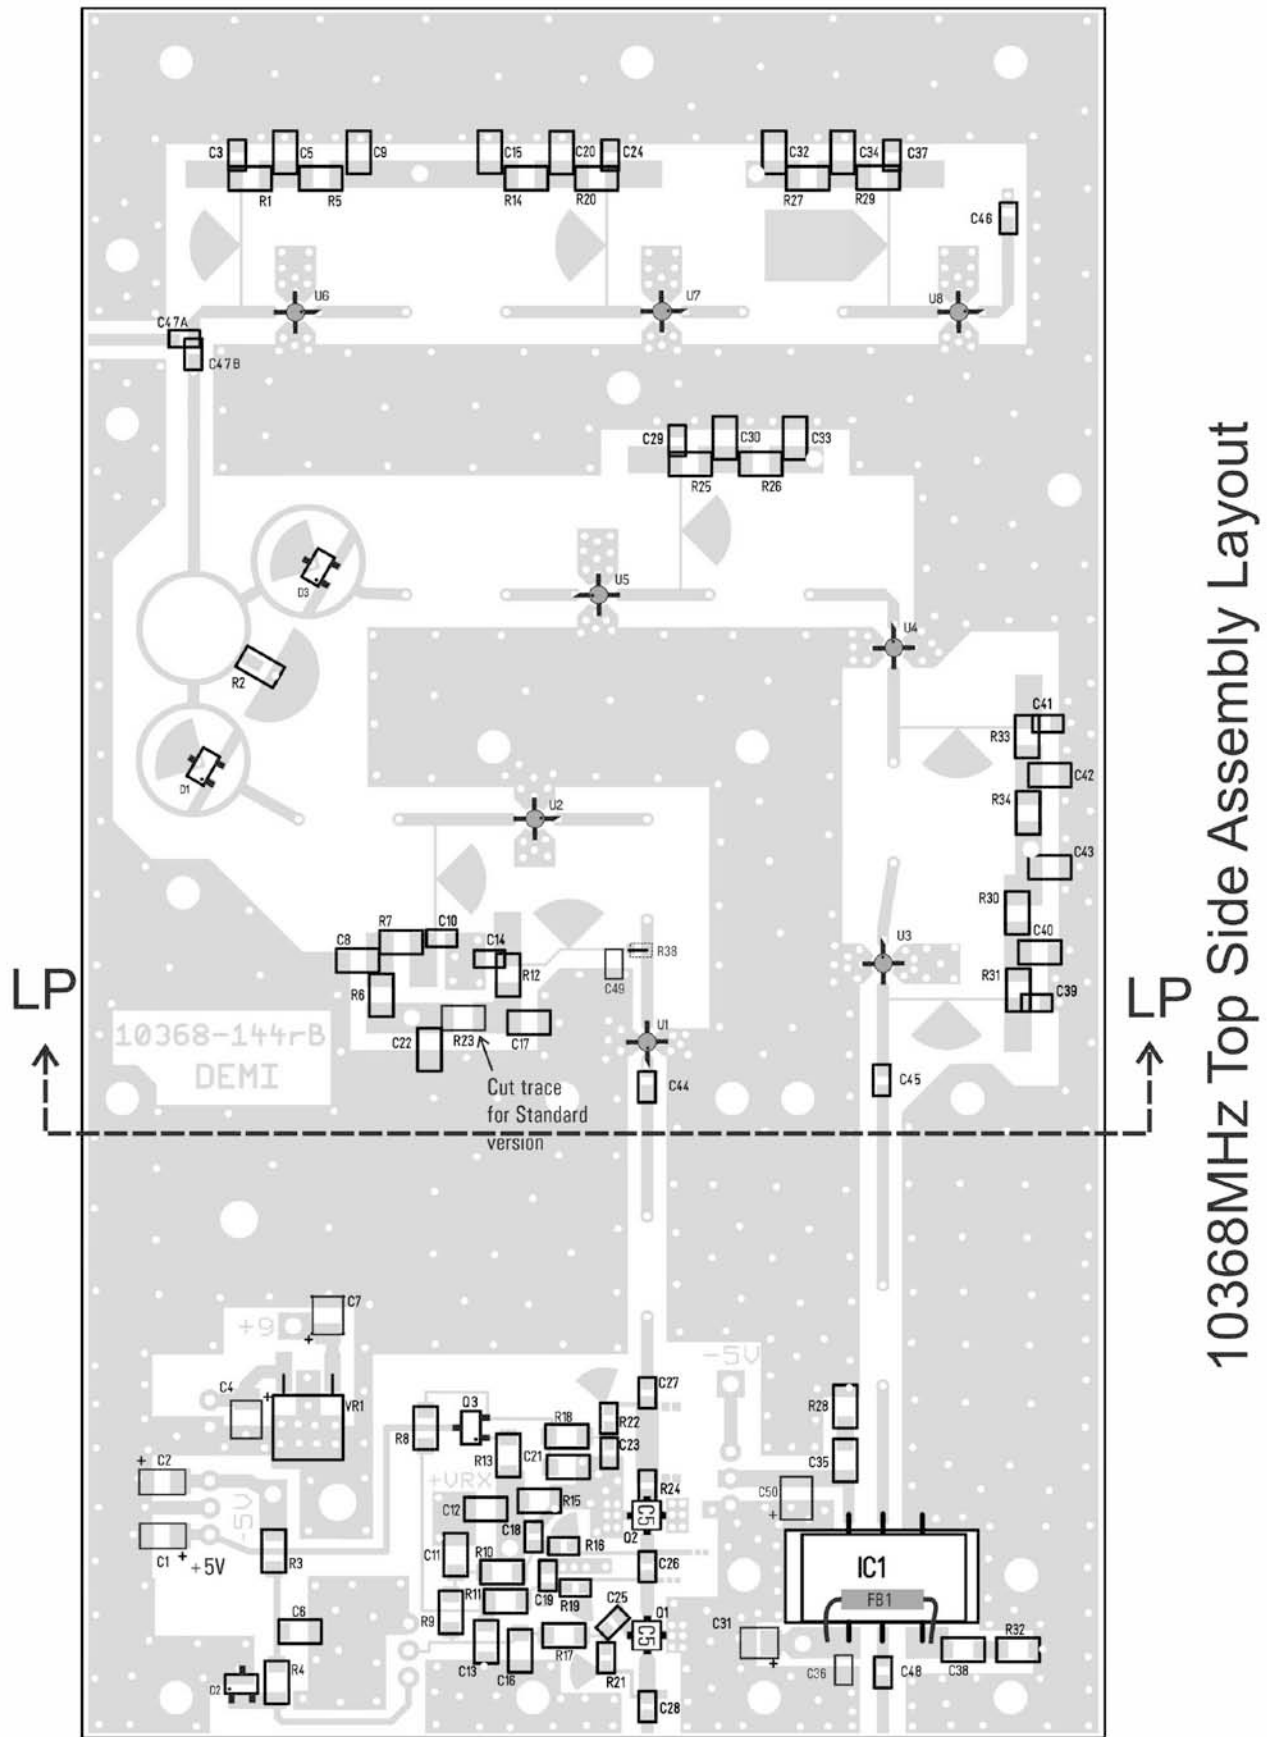 C3 C5 C9 C15 C20 C24 C32 C34 C37
R1 R5 R14 R20 R27 R29
C46
U6 U7 U8
C47A
C47B
C29 C30 C33
R25 R26
D3 U5
U4
R2
C41
R33
C42
D1
R34
U2
C43
R30
R7 C10
C8 C14 R38 U3 C40
R12
R6 C49 R31 C39
LP LP
10368-144rB
DEMI
C22 R23 C17 U1
C44 C45
Cut trace
for Standard
version
10368MHz Top Side Assembly Layout
C7
+9
+
-5V
C27
C4 + VR1
R8 Q3 R18 R22 R28
R13 C21 C23
+ C2 C35
+VRX R24
C12 R15 C50
-5V C18 C5 +
Q2
C1 R3 C11 R10 R16 C26 IC1
+ +5V
R11 C19 R19 FB1
R9 C25 Q1
C6 C5 C31
C13 C16 R17 R32
R4 R21 + C36 C48 C38
D2
C28